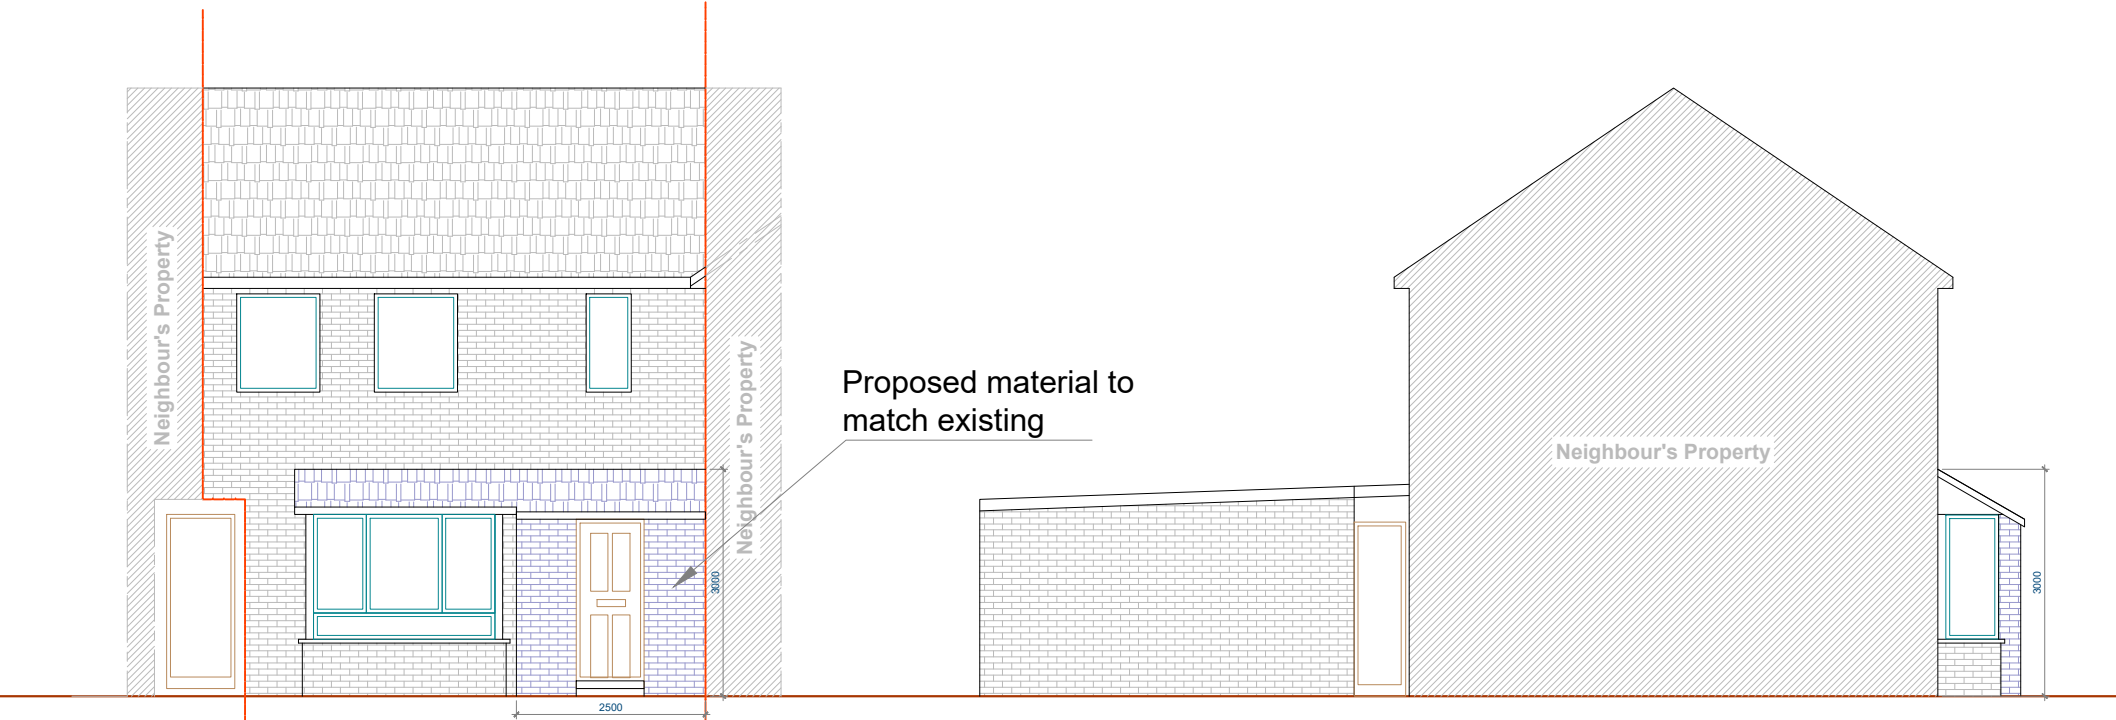 Neighbour's Property
Neighbour's Property
Proposed material to
match existing
3000
2500
Neighbour's Property
3000